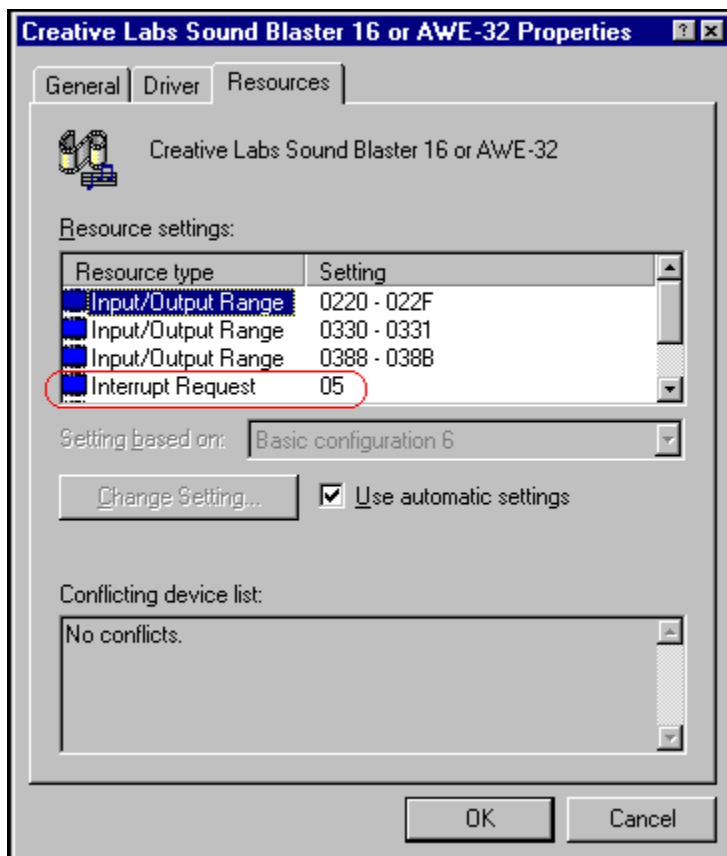 Creative Labs Sound Blaster 16 or AWE-32 Properties
General Driver Resources
Creative Labs Sound Blaster 16 or AWE-32
Resource settings:
Resource type Setting
Input/Output Range 0220 - 022F
Input/Output Range 0330 - 0331
Input/Output Range 0388 - 038B
Interrupt Request 05
Setting based on: Basic configuration 6
Change Setting... Use automatic settings
Conflicting device list:
No conflicts.
OK Cancel